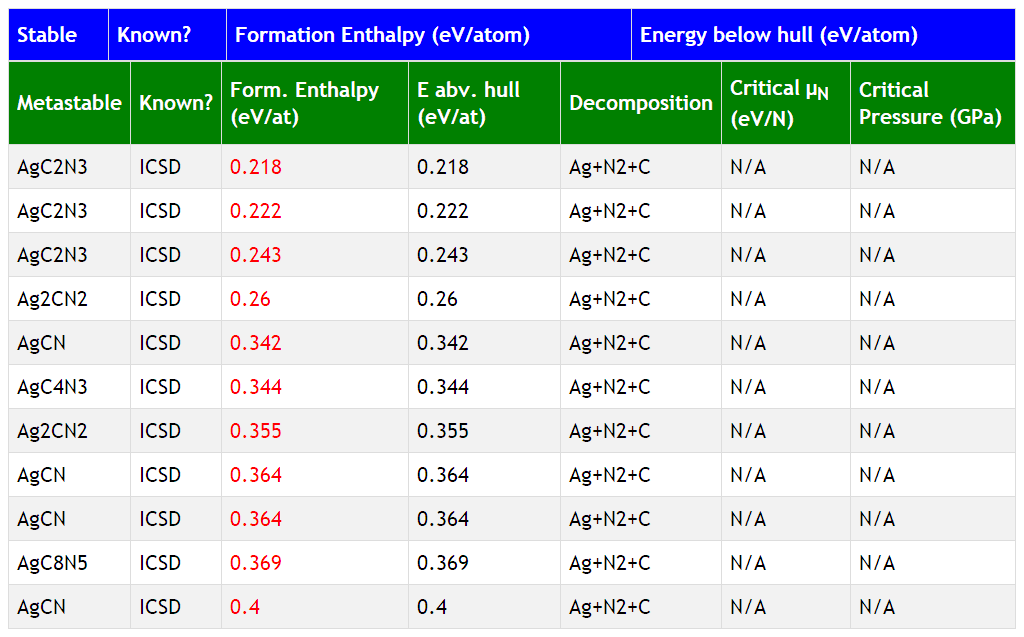 Stable Known? Formation Enthalpy (eV/atom) Energy below hull (eV/atom)
Metastable Known? Form. Enthalpy (eV/at) E abv. hull (eV/at) Decomposition Critical μN (eV/N) Critical Pressure (GPa)
AgC2N3 ICSD 0.218 0.218 Ag+N2+C N/A N/A
AgC2N3 ICSD 0.222 0.222 Ag+N2+C N/A N/A
AgC2N3 ICSD 0.243 0.243 Ag+N2+C N/A N/A
Ag2CN2 ICSD 0.26 0.26 Ag+N2+C N/A N/A
AgCN ICSD 0.342 0.342 Ag+N2+C N/A N/A
AgC4N3 ICSD 0.344 0.344 Ag+N2+C N/A N/A
Ag2CN2 ICSD 0.355 0.355 Ag+N2+C N/A N/A
AgCN ICSD 0.364 0.364 Ag+N2+C N/A N/A
AgCN ICSD 0.364 0.364 Ag+N2+C N/A N/A
AgC8N5 ICSD 0.369 0.369 Ag+N2+C N/A N/A
AgCN ICSD 0.4 0.4 Ag+N2+C N/A N/A